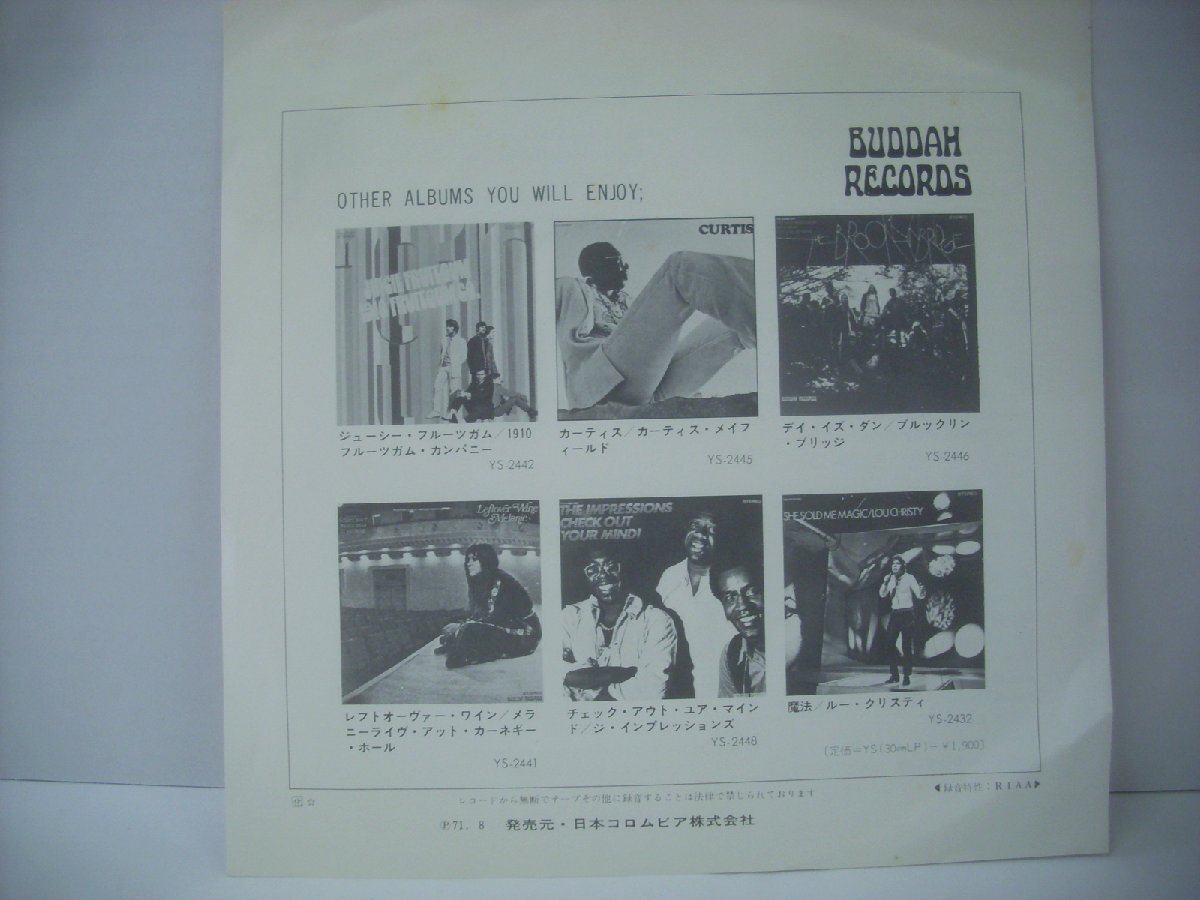 BUDDAH
RECORDS
OTHER ALBUMS YOU WILL ENJOY;
CURTIS
ジューシー・フルーツガム/1910
フルーツガム・カンパニー
YS-2442
カーティス/カーティス・メイフ
ィールド
YS-2445
デイ・イズ・ダン/ブルックリン
・ブリッジ
YS-2446
Leftover Wine
Melanie
THE IMPRESSIONS
CHECK OUT
YOUR MIND!
SHE SOLD ME MAGIC/LOU CHRISTY
レフトオーヴァー・ワイン/メラ
ニーライヴ・アット・カーネギー
・ホール
YS-2441
チェック・アウト・ユア・マイン
ド/ジ・インプレッションズ
YS-2448
魔法/ルー・クリスティ
YS-2432
(定価=YS(30cmLP)-¥1,900)
レコードから無断でテープその他に録音することは法律で禁じられております
◀録音特性:RIAA▶
℗71. 8 発売元・日本コロムビア株式会社